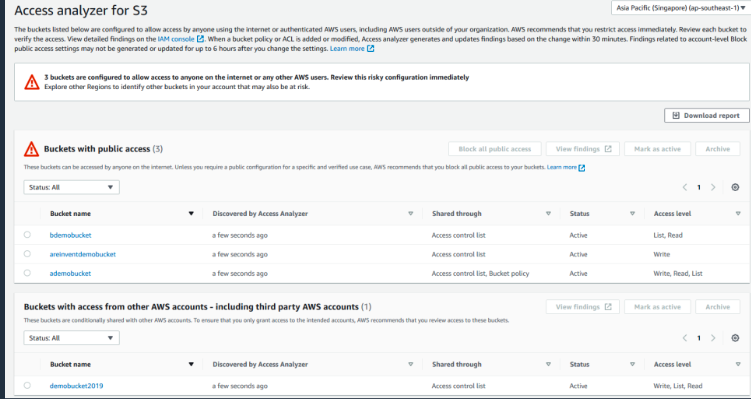 Access analyzer for S3
Asia Pacific (Singapore) (ap-southeast-1)
The buckets listed below are configured to allow access by anyone using the internet or authenticated AWS users, including AWS users outside of your organization. AWS recommends that you restrict access immediately. Review each bucket to
verify the access. View detailed findings on the IAM console. When a bucket policy or ACL is added or modified, Access analyzer generates and updates findings based on the change within 30 minutes. Findings related to account-level Block
public access settings may not be generated or updated for up to 6 hours after you change the settings. Learn more
3 buckets are configured to allow access to anyone on the internet or any other AWS users. Review this risky configuration immediately
Explore other Regions to identify other buckets in your account that may also be at risk.
Download report
Buckets with public access (3)
Block all public access View findings Mark as active Archive
These buckets can be accessed by anyone on the internet. Unless you require a public configuration for a specific and verified use case, AWS recommends that you block all public access to your buckets. Learn more
Status: All
1
Bucket name Discovered by Access Analyzer Shared through Status Access level
bdemobucket a few seconds ago Access control list Active List, Read
areinventdemobucket a few seconds ago Access control list Active Write
ademobucket a few seconds ago Access control list, Bucket policy Active Write, Read, List
Buckets with access from other AWS accounts - including third party AWS accounts (1)
View findings Mark as active Archive
These buckets are conditionally shared with other AWS accounts. To ensure that you only grant access to the intended accounts, AWS recommends that you review access to these buckets.
Status: All
1
Bucket name Discovered by Access Analyzer Shared through Status Access level
demobucket2019 a few seconds ago Access control list Active Write, List, Read